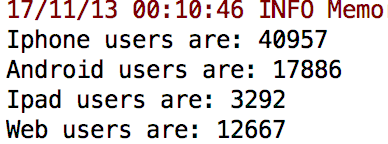 17/11/13 00:10:46 INFO Memo
Iphone users are: 40957
Android users are: 17886
Ipad users are: 3292
Web users are: 12667